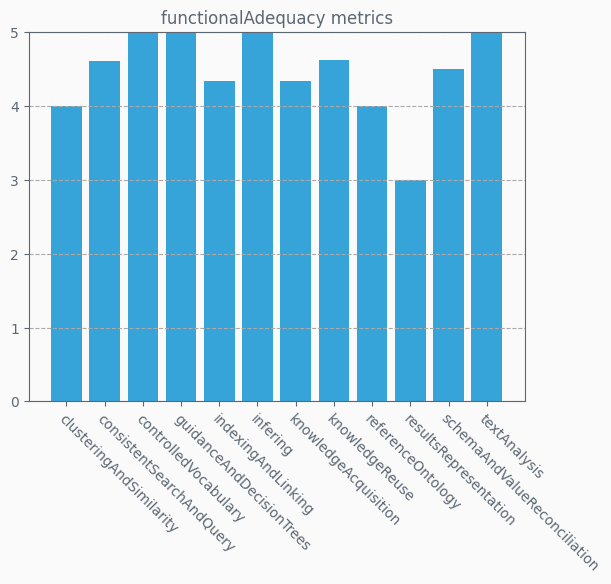 functionalAdequacy metrics
5
4
3
2
1
0
clusteringAndSimilarity
consistentSearchAndQuery
controlledVocabulary
guidanceAndDecisionTrees
indexingAndLinking
infering
knowledgeAcquisition
knowledgeReuse
referenceOntology
resultsRepresentation
schemaAndValueReconciliation
textAnalysis